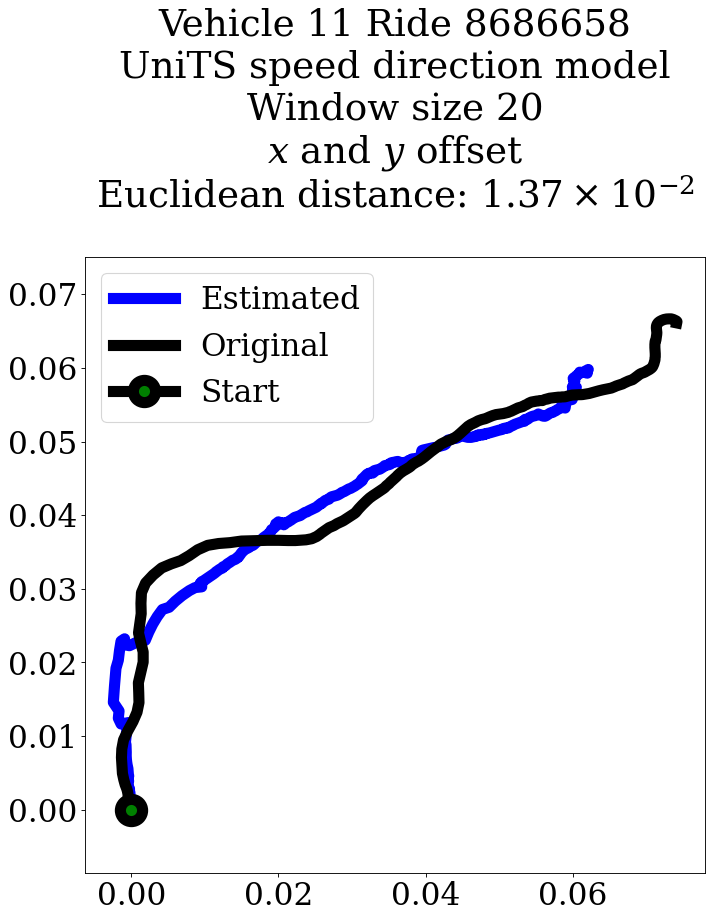 Vehicle 11 Ride 8686658
UniTS speed direction model
Window size 20
x and y offset
Euclidean distance: 1.37 × 10⁻²
Estimated
Original
Start
0.07
0.06
0.05
0.04
0.03
0.02
0.01
0.00
0.00 0.02 0.04 0.06